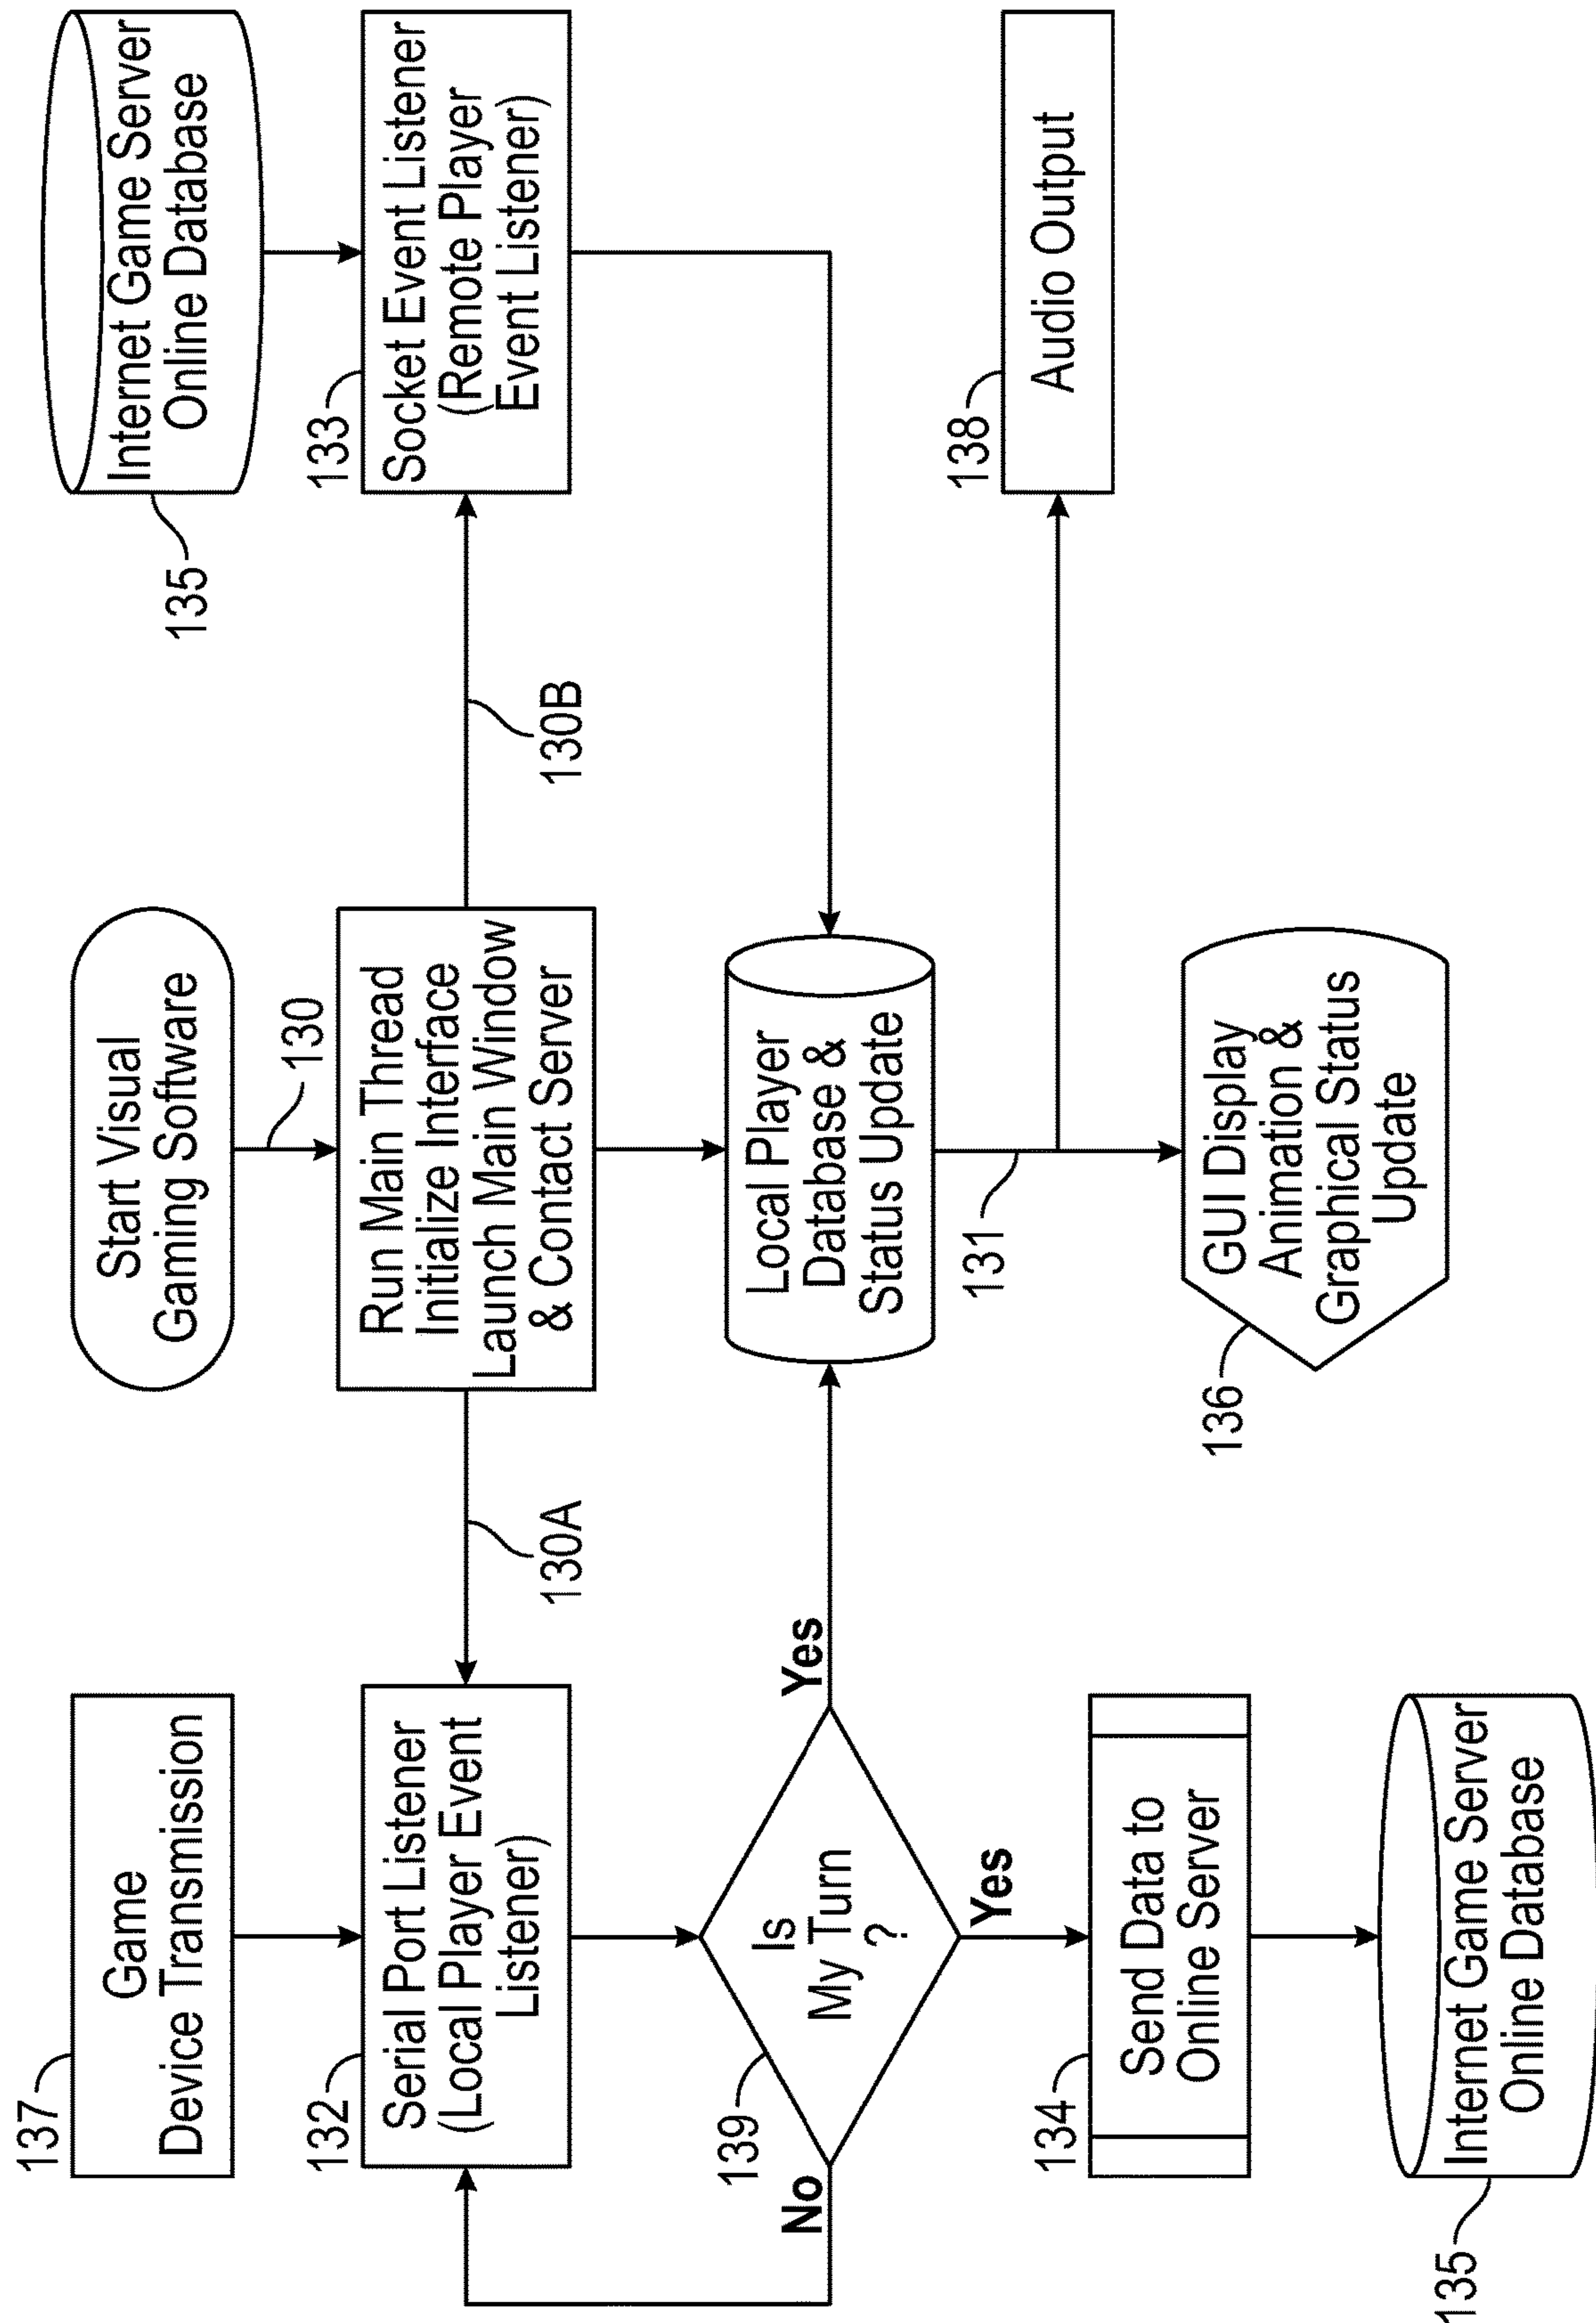 137
Game
Device Transmission
Start Visual
Gaming Software
130
Internet Game Server
Online Database
135
132
Serial Port Listener
(Local Player Event
Listener)
130A
Run Main Thread
Initialize Interface
Launch Main Window
& Contact Server
130B
133
Socket Event Listener
(Remote Player
Event Listener)
139
Is
My Turn
?
No
Yes
Yes
Local Player
Database &
Status Update
131
134
Send Data to
Online Server
136
GUI Display
Animation &
Graphical Status
Update
138
Audio Output
135
Internet Game Server
Online Database